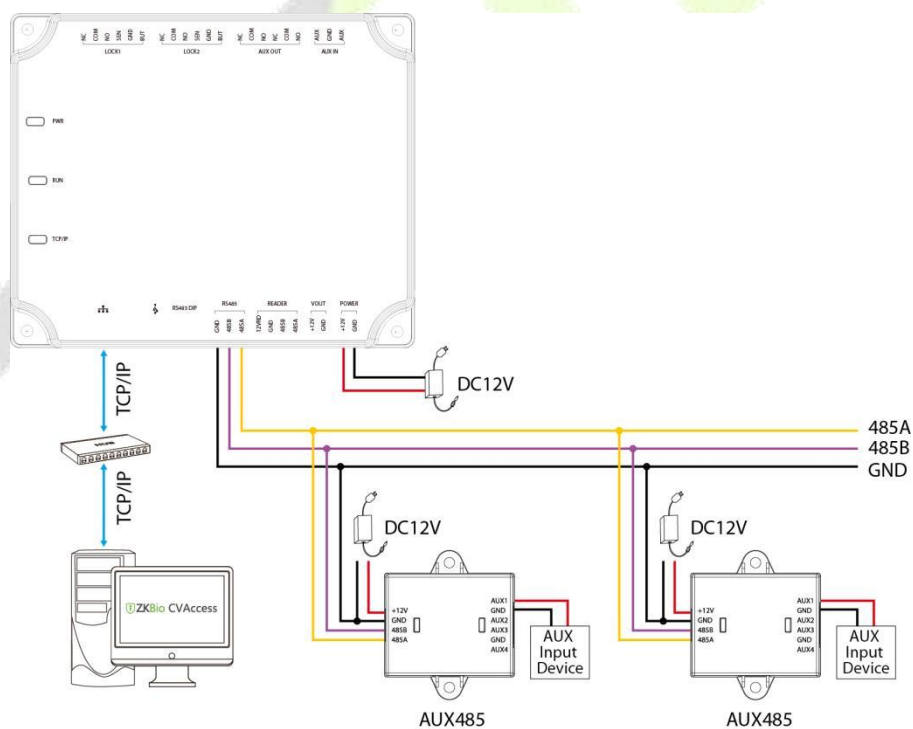 NC COM NO SEN GND BUT
LOCK1
NC COM NO SEN GND BUT
LOCK2
NC COM NO NC COM NO
AUX OUT
AUX GND AUX
AUX IN
PWR
RUN
TCP/IP
RS485 DIP
RS485
READER
VOUT
POWER
GND 485B 485A
12VRD GND 485B 485A
+12V GND
+12V GND
TCP/IP
DC12V
HUB
485A
485B
GND
TCP/IP
DC12V
DC12V
ZKBio CVAccess
+12V
GND
485B
485A
AUX1
GND
AUX2
AUX3
GND
AUX4
AUX
Input
Device
+12V
GND
485B
485A
AUX1
GND
AUX2
AUX3
GND
AUX4
AUX
Input
Device
AUX485
AUX485